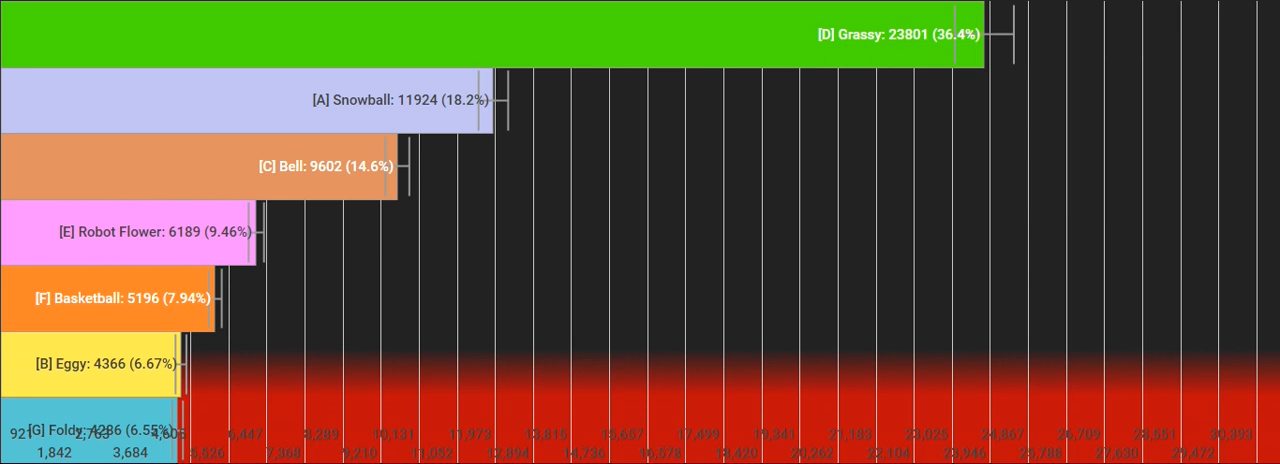 [D] Grassy: 23801 (36.4%)
[A] Snowball: 11924 (18.2%)
[C] Bell: 9602 (14.6%)
[E] Robot Flower: 6189 (9.46%)
[F] Basketball: 5196 (7.94%)
[B] Eggy: 4366 (6.67%)
[G] Foldy: 4286 (6.55%)
921 2,763 4,605 6,447 8,289 10,131 11,973 13,815 15,657 17,499 19,341 21,183 23,025 24,867 26,709 28,551 30,393
1,842 3,684 5,526 7,368 9,210 11,052 12,894 14,736 16,578 18,420 20,262 22,104 23,946 25,788 27,630 29,472